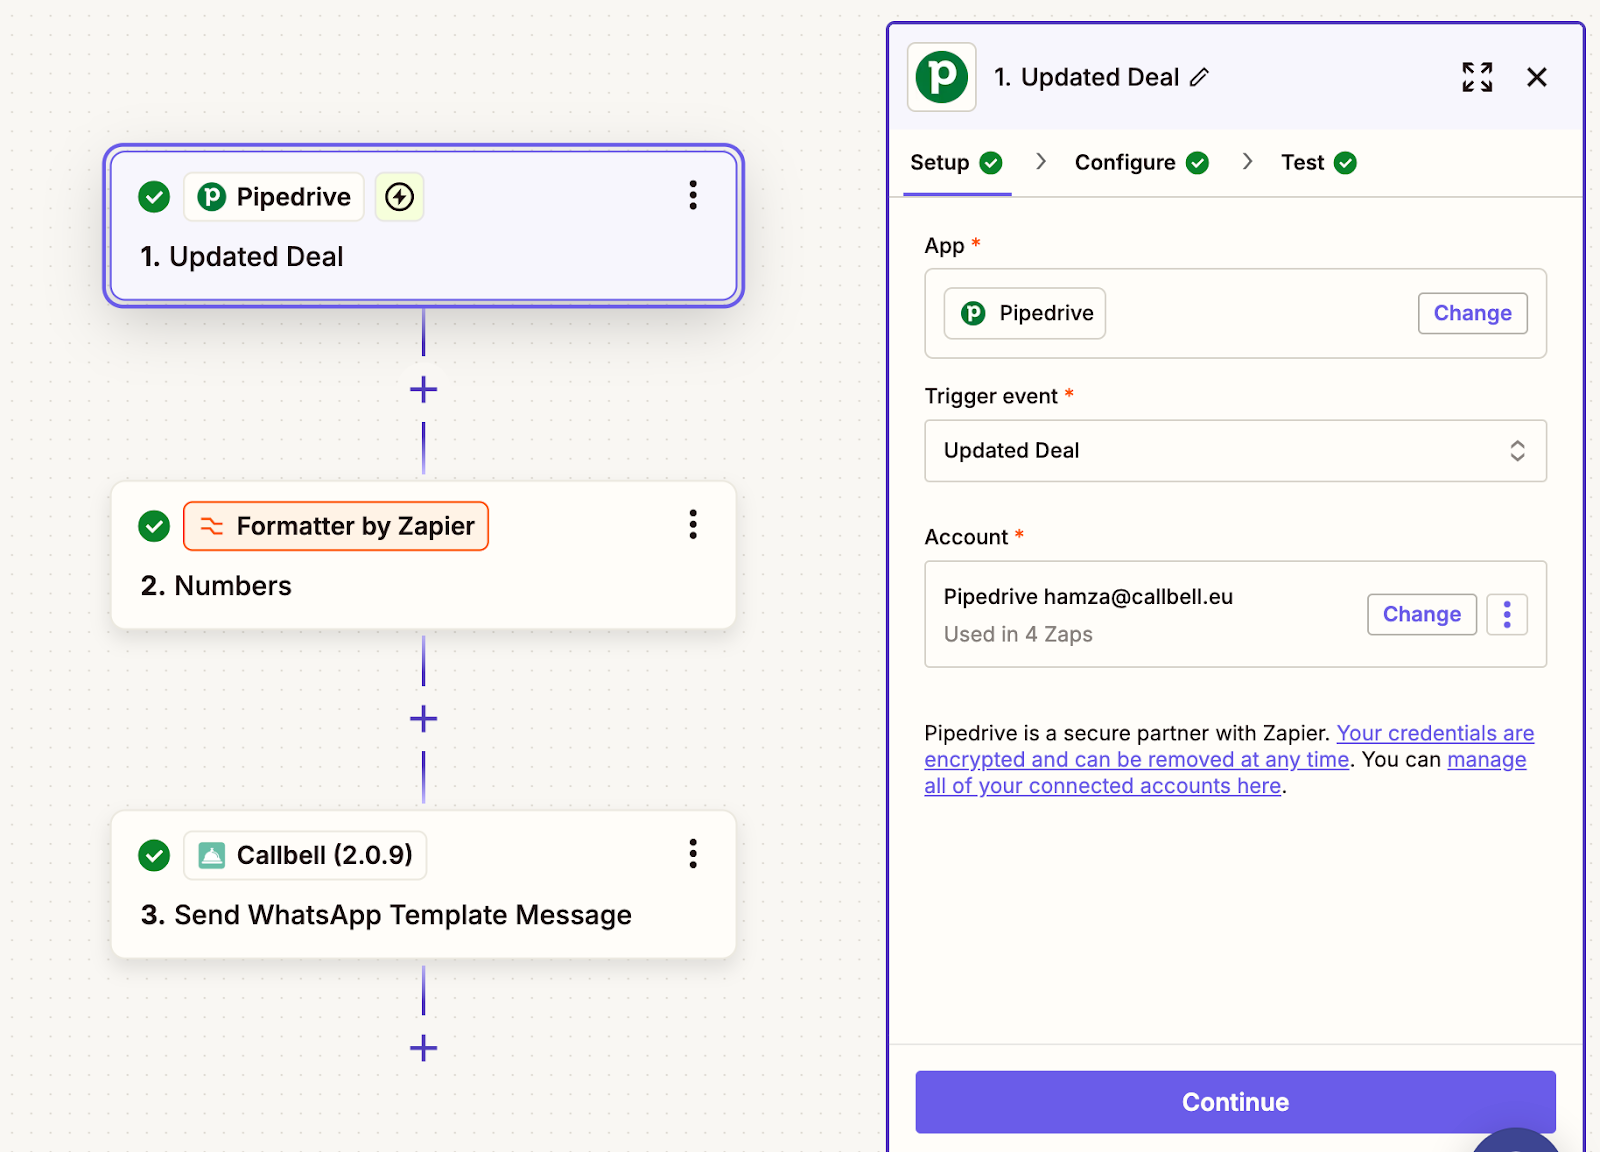 Pipedrive
1. Updated Deal
Formatter by Zapier
2. Numbers
Callbell (2.0.9)
3. Send WhatsApp Template Message
1. Updated Deal
Setup
Configure
Test
App *
Pipedrive
Change
Trigger event *
Updated Deal
Account *
Pipedrive hamza@callbell.eu
Used in 4 Zaps
Change
Pipedrive is a secure partner with Zapier. Your credentials are
encrypted and can be removed at any time. You can manage
all of your connected accounts here.
Continue